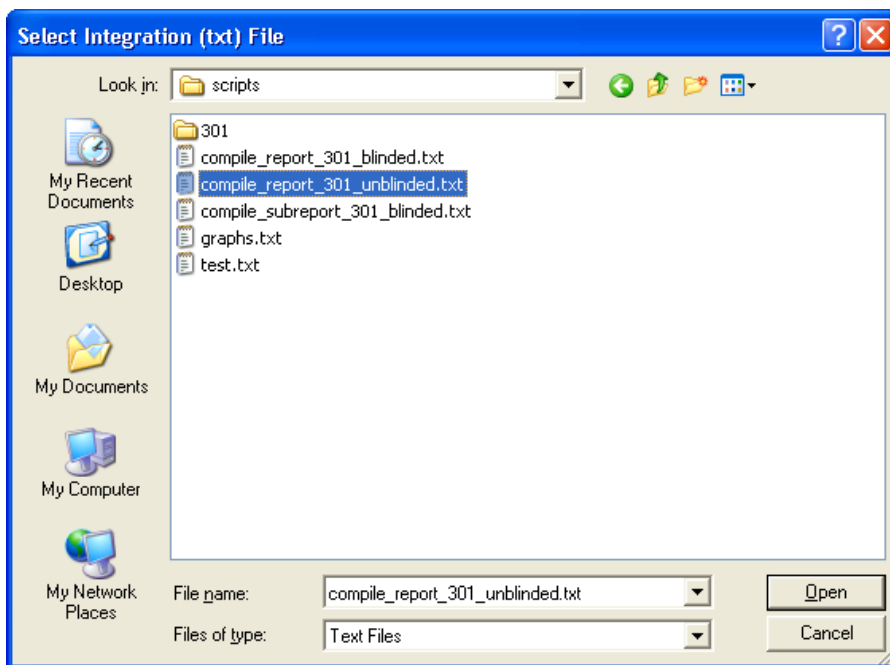 Select Integration (txt) File
Look in:
scripts
My Recent
Documents
Desktop
My Documents
My Computer
My Network
Places
301
compile_report_301_blinded.txt
compile_report_301_unblinded.txt
compile_subreport_301_blinded.txt
graphs.txt
test.txt
File name:
compile_report_301_unblinded.txt
Open
Files of type:
Text Files
Cancel